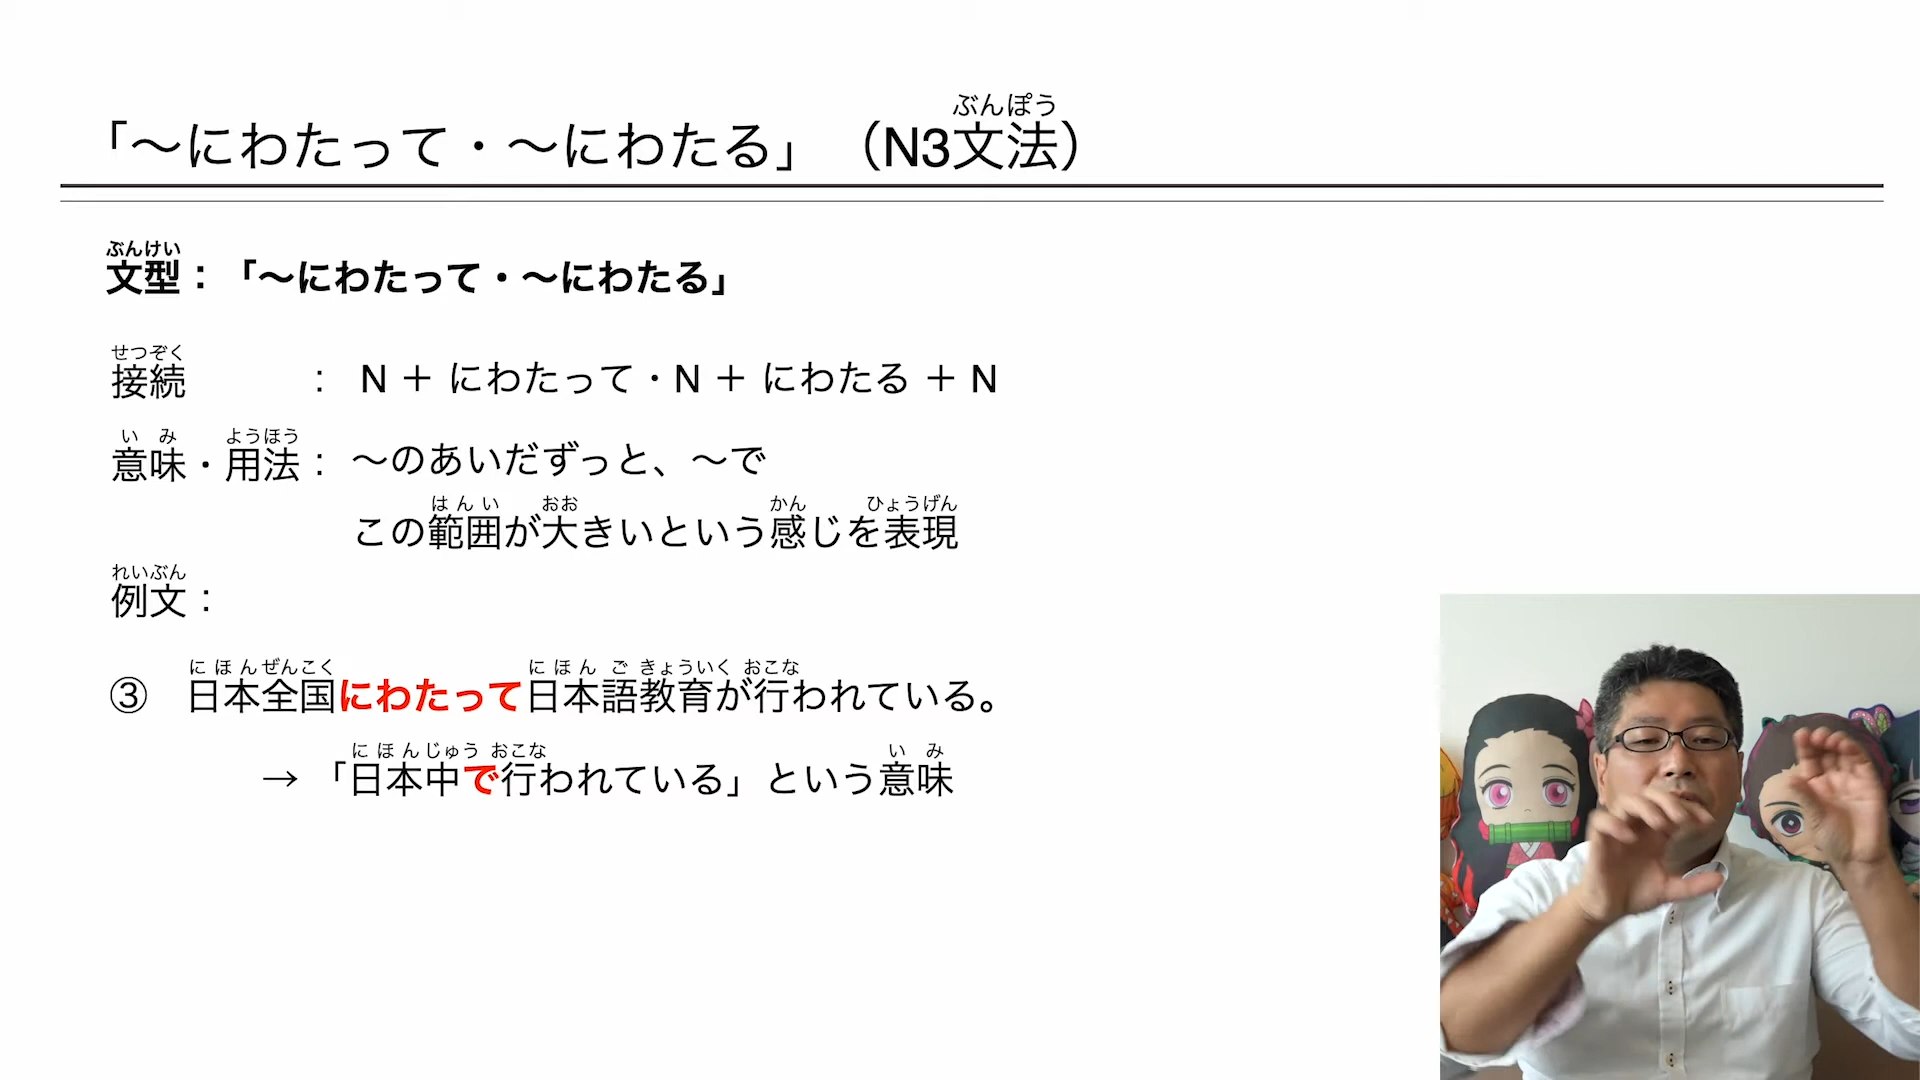 ぶんぽう
「～にわたって・～にわたる」（N3文法）
ぶんけい
文型：「～にわたって・～にわたる」
せつぞく
接続 ： N ＋ にわたって・N ＋ にわたる ＋ N
いみ ようほう
意味・用法： ～のあいだずっと、～で
はんい おお かん ひょうげん
この範囲が大きいという感じを表現
れいぶん
例文：
にほんぜんこく にほんごきょういく おこな
③ 日本全国にわたって日本語教育が行われている。
にほんじゅう おこな いみ
→ 「日本中で行われている」という意味